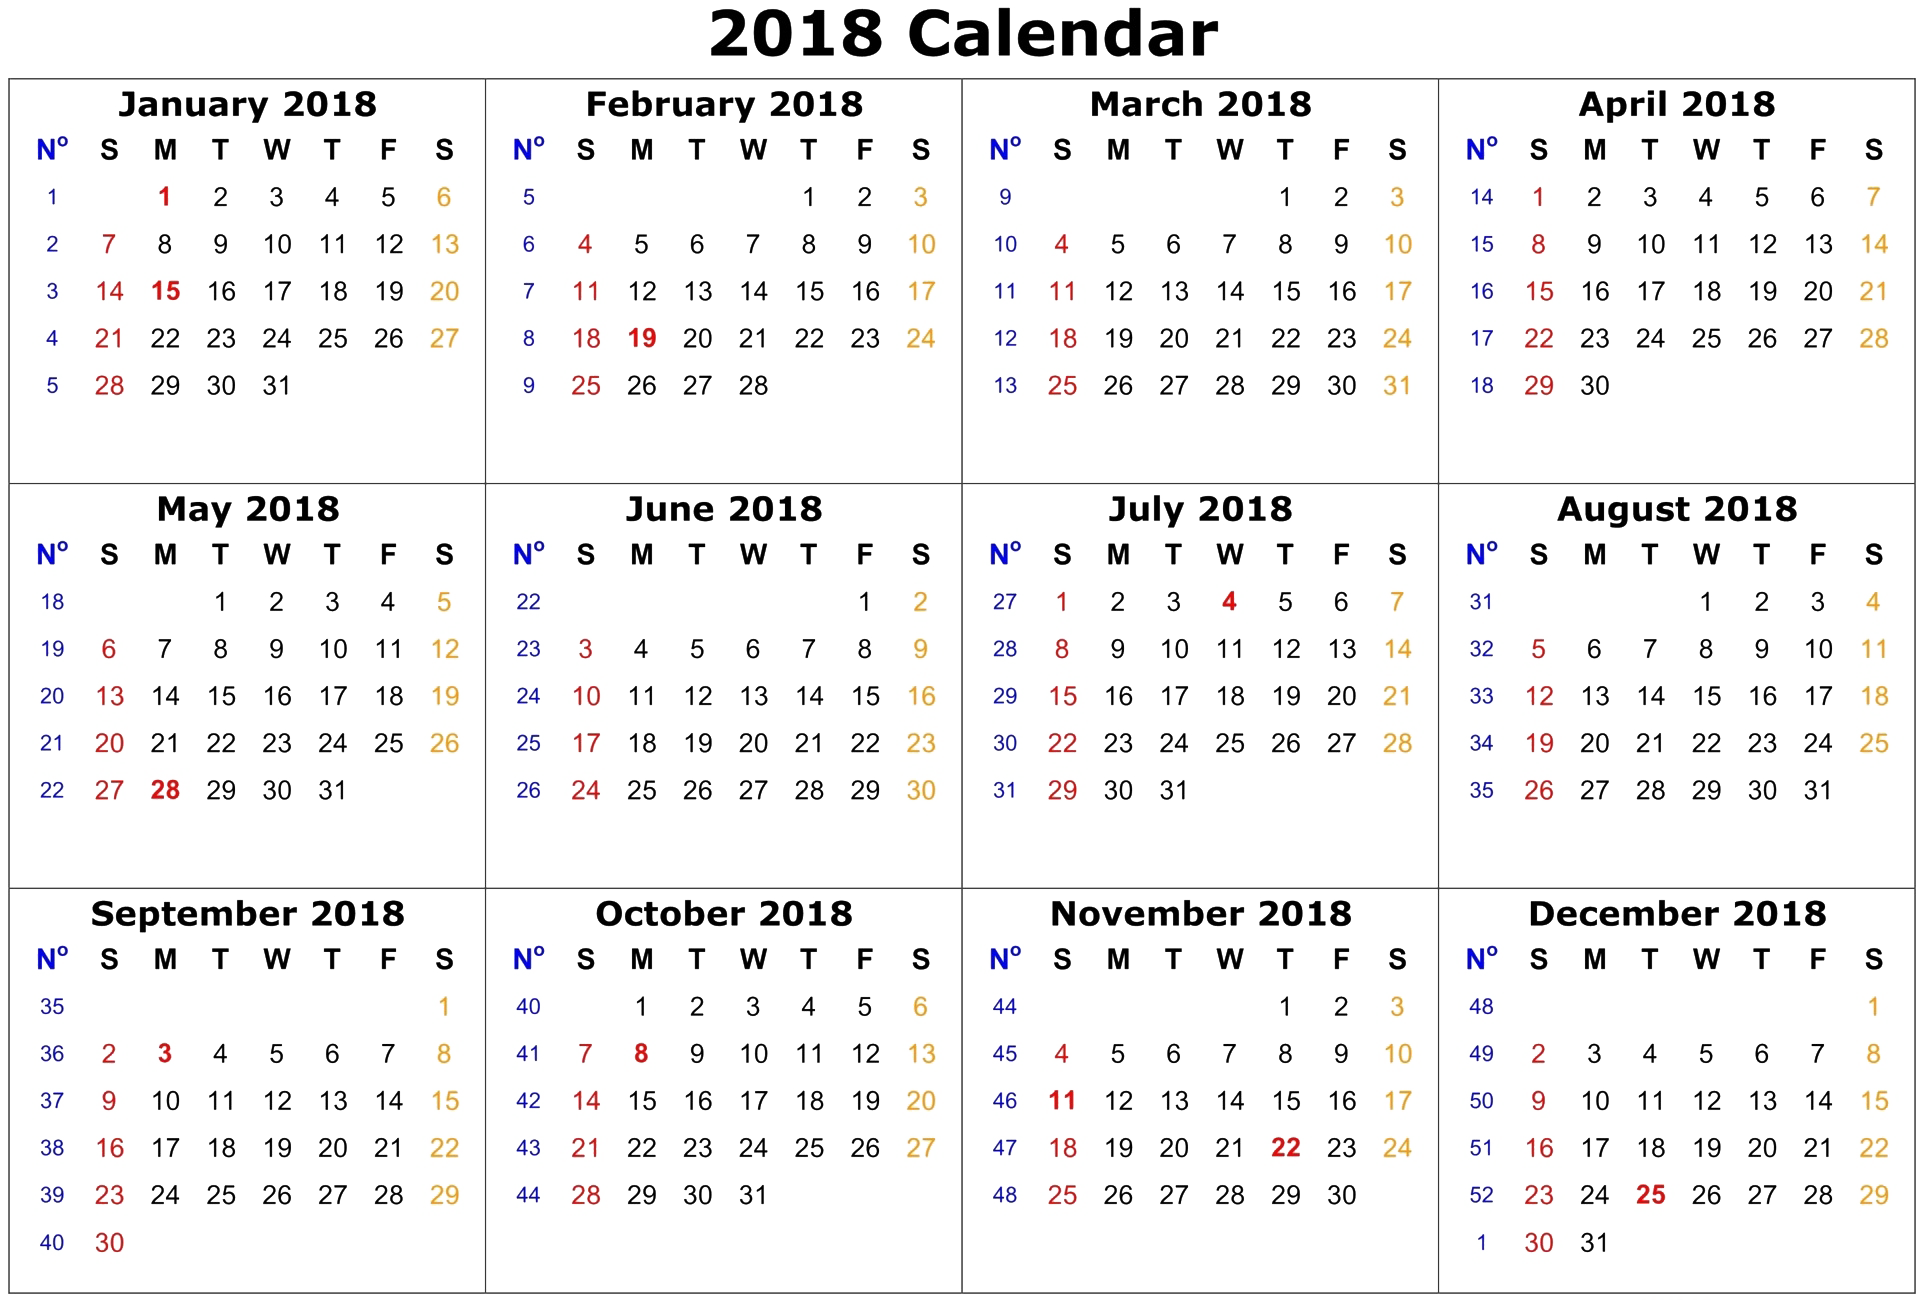 2018 Calendar
January 2018
Nº S M T W T F S
1 1 2 3 4 5 6
2 7 8 9 10 11 12 13
3 14 15 16 17 18 19 20
4 21 22 23 24 25 26 27
5 28 29 30 31
February 2018
Nº S M T W T F S
5 1 2 3
6 4 5 6 7 8 9 10
7 11 12 13 14 15 16 17
8 18 19 20 21 22 23 24
9 25 26 27 28
March 2018
Nº S M T W T F S
9 1 2 3
10 4 5 6 7 8 9 10
11 11 12 13 14 15 16 17
12 18 19 20 21 22 23 24
13 25 26 27 28 29 30 31
April 2018
Nº S M T W T F S
14 1 2 3 4 5 6 7
15 8 9 10 11 12 13 14
16 15 16 17 18 19 20 21
17 22 23 24 25 26 27 28
18 29 30
May 2018
Nº S M T W T F S
18 1 2 3 4 5
19 6 7 8 9 10 11 12
20 13 14 15 16 17 18 19
21 20 21 22 23 24 25 26
22 27 28 29 30 31
June 2018
Nº S M T W T F S
22 1 2
23 3 4 5 6 7 8 9
24 10 11 12 13 14 15 16
25 17 18 19 20 21 22 23
26 24 25 26 27 28 29 30
July 2018
Nº S M T W T F S
27 1 2 3 4 5 6 7
28 8 9 10 11 12 13 14
29 15 16 17 18 19 20 21
30 22 23 24 25 26 27 28
31 29 30 31
August 2018
Nº S M T W T F S
31 1 2 3 4
32 5 6 7 8 9 10 11
33 12 13 14 15 16 17 18
34 19 20 21 22 23 24 25
35 26 27 28 29 30 31
September 2018
Nº S M T W T F S
35 1
36 2 3 4 5 6 7 8
37 9 10 11 12 13 14 15
38 16 17 18 19 20 21 22
39 23 24 25 26 27 28 29
40 30
October 2018
Nº S M T W T F S
40 1 2 3 4 5 6
41 7 8 9 10 11 12 13
42 14 15 16 17 18 19 20
43 21 22 23 24 25 26 27
44 28 29 30 31
November 2018
Nº S M T W T F S
44 1 2 3
45 4 5 6 7 8 9 10
46 11 12 13 14 15 16 17
47 18 19 20 21 22 23 24
48 25 26 27 28 29 30
December 2018
Nº S M T W T F S
48 1
49 2 3 4 5 6 7 8
50 9 10 11 12 13 14 15
51 16 17 18 19 20 21 22
52 23 24 25 26 27 28 29
1 30 31